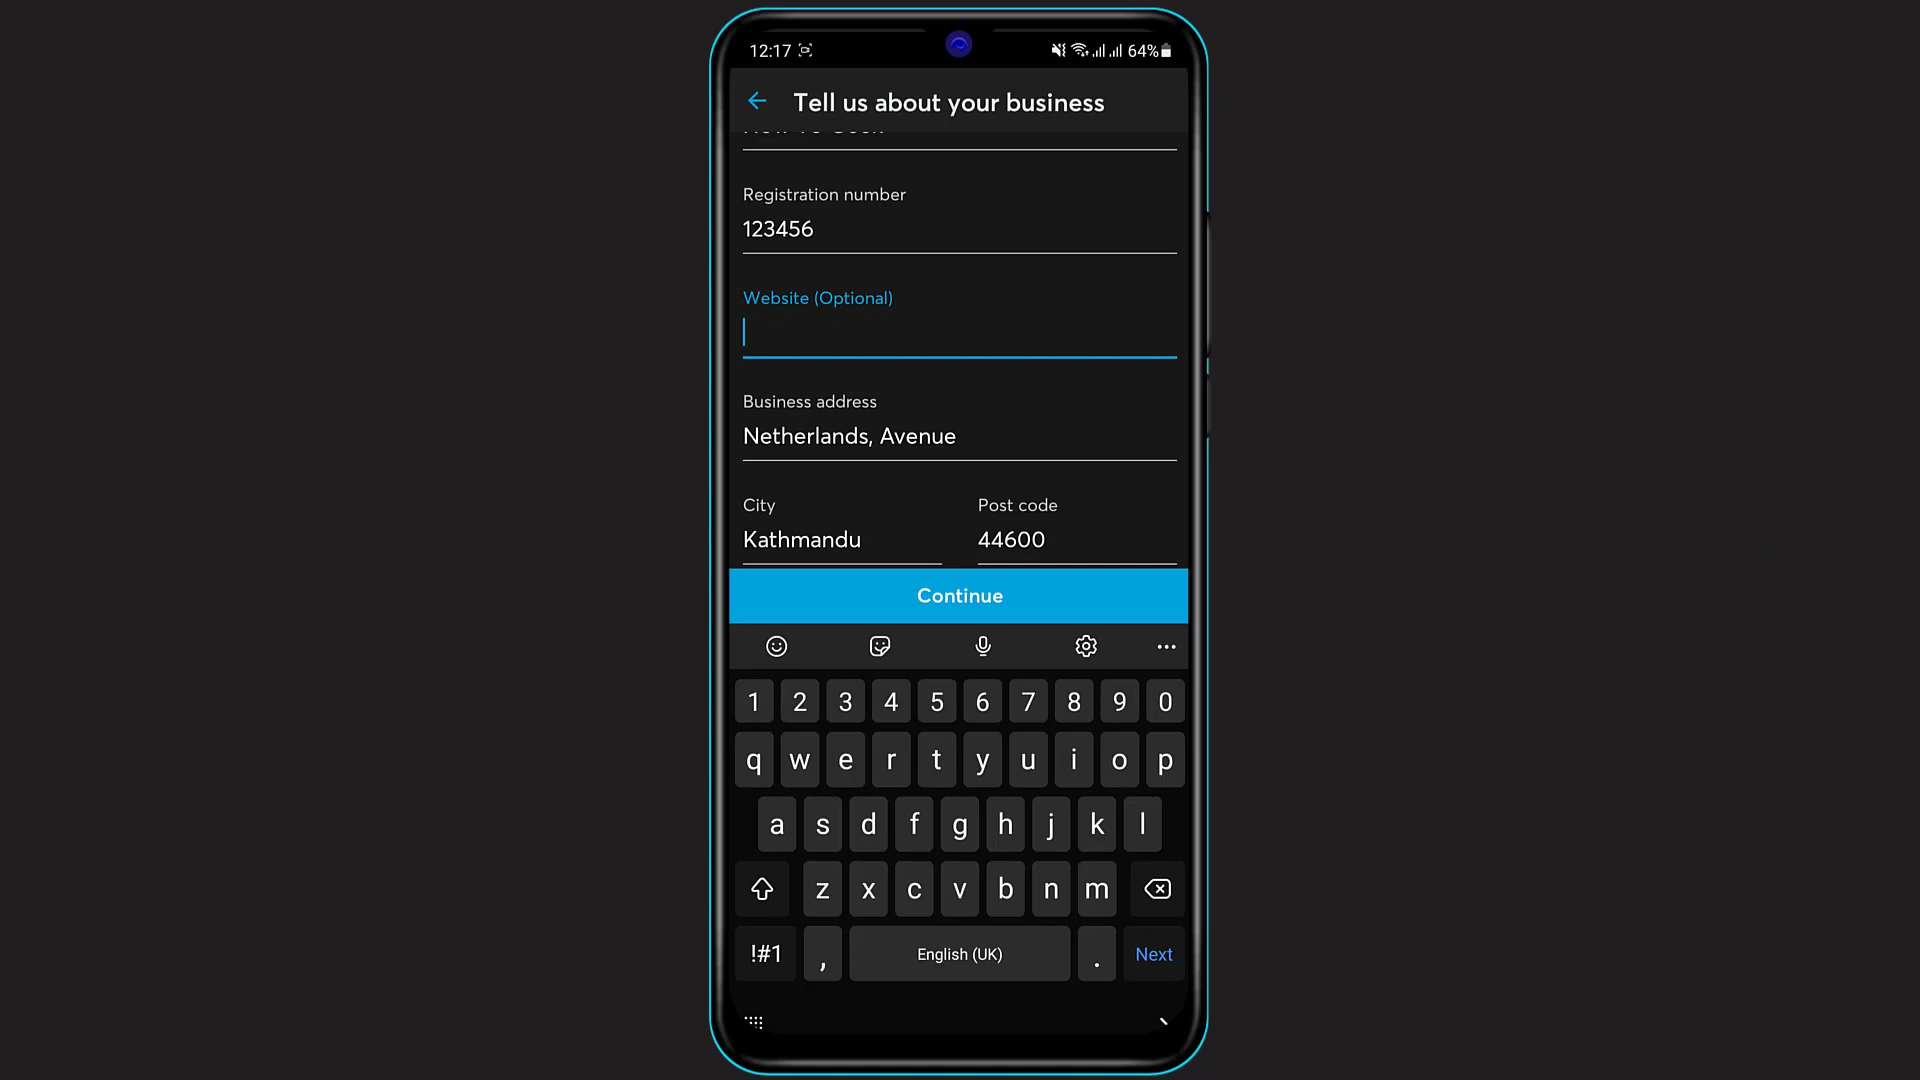 12:17
64%
Tell us about your business
Registration number
123456
Website (Optional)
Business address
Netherlands, Avenue
City
Post code
Kathmandu
44600
Continue
1 2 3 4 5 6 7 8 9 0
q w e r t y u i o p
a s d f g h j k l
z x c v b n m
!#1 , English (UK) . Next